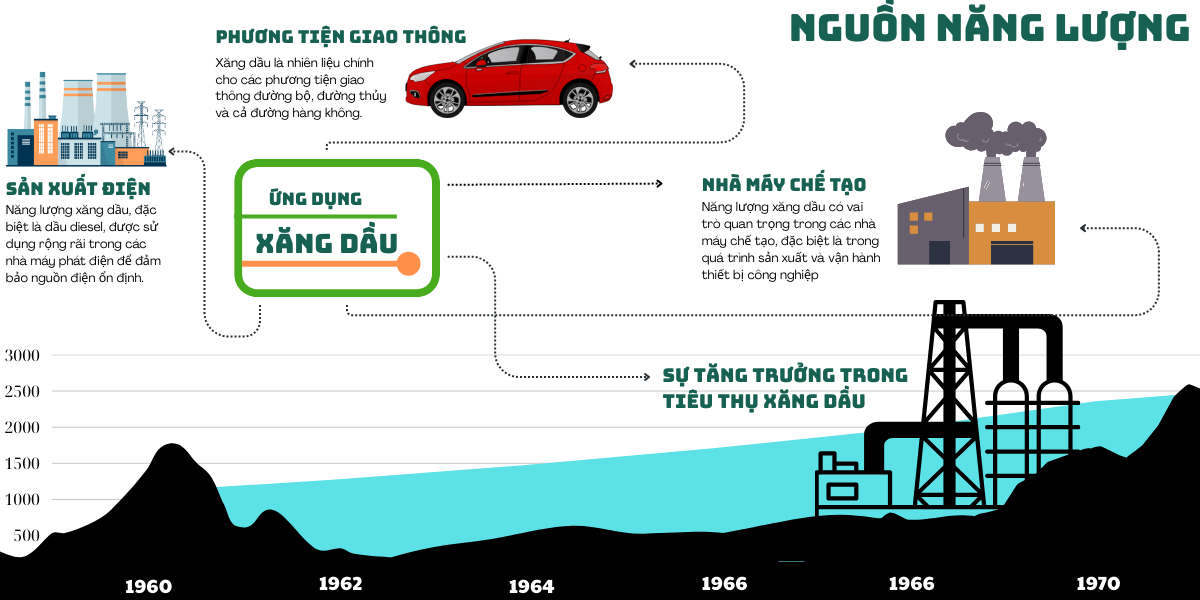 NGUỒN NĂNG LƯỢNG
PHƯƠNG TIỆN GIAO THÔNG
Xăng dầu là nhiên liệu chính
cho các phương tiện giao
thông đường bộ, đường thủy
và cả đường hàng không.
SẢN XUẤT ĐIỆN
Năng lượng xăng dầu, đặc
biệt là dầu diesel, được sử
dụng rộng rãi trong các
nhà máy phát điện để đảm
bảo nguồn điện ổn định.
ỨNG DỤNG
XĂNG DẦU
NHÀ MÁY CHẾ TẠO
Năng lượng xăng dầu có vai
trò quan trọng trong các nhà
máy chế tạo, đặc biệt là trong
quá trình sản xuất và vận hành
thiết bị công nghiệp
SỰ TĂNG TRƯỞNG TRONG
TIÊU THỤ XĂNG DẦU
3000
2500
2000
1500
1000
500
1960
1962
1964
1966
1966
1970